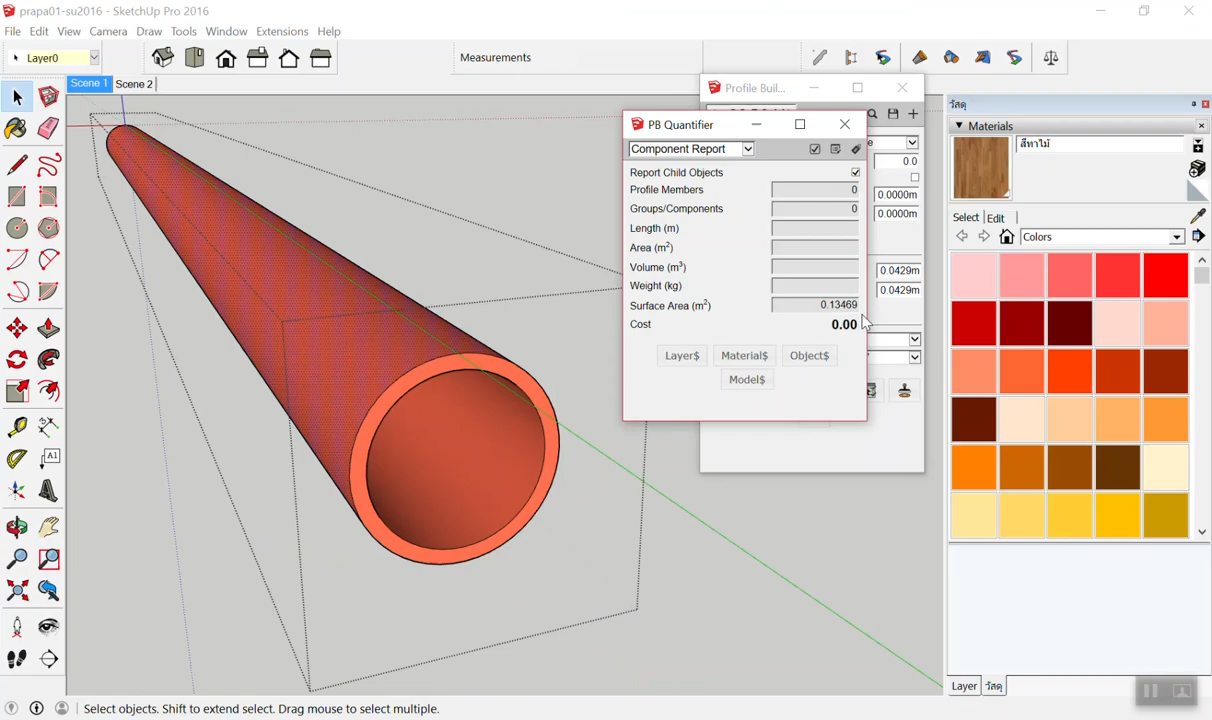 prapa01-su2016 - SketchUp Pro 2016
File Edit View Camera Draw Tools Window Extensions Help
Layer0
Measurements
Scene 1 Scene 2
Profile Buil...
0.0
0.0000m
0.0000m
0.0429m
0.0429m
PB Quantifier
Component Report
Report Child Objects
Profile Members 0
Groups/Components 0
Length (m)
Area (m²)
Volume (m³)
Weight (kg)
Surface Area (m²) 0.13469
Cost 0.00
Layer$ Material$ Object$
Model$
วัสดุ
Materials
สีทาไม้
Select Edit
Colors
Layer วัสดุ
A1
Select objects. Shift to extend select. Drag mouse to select multiple.